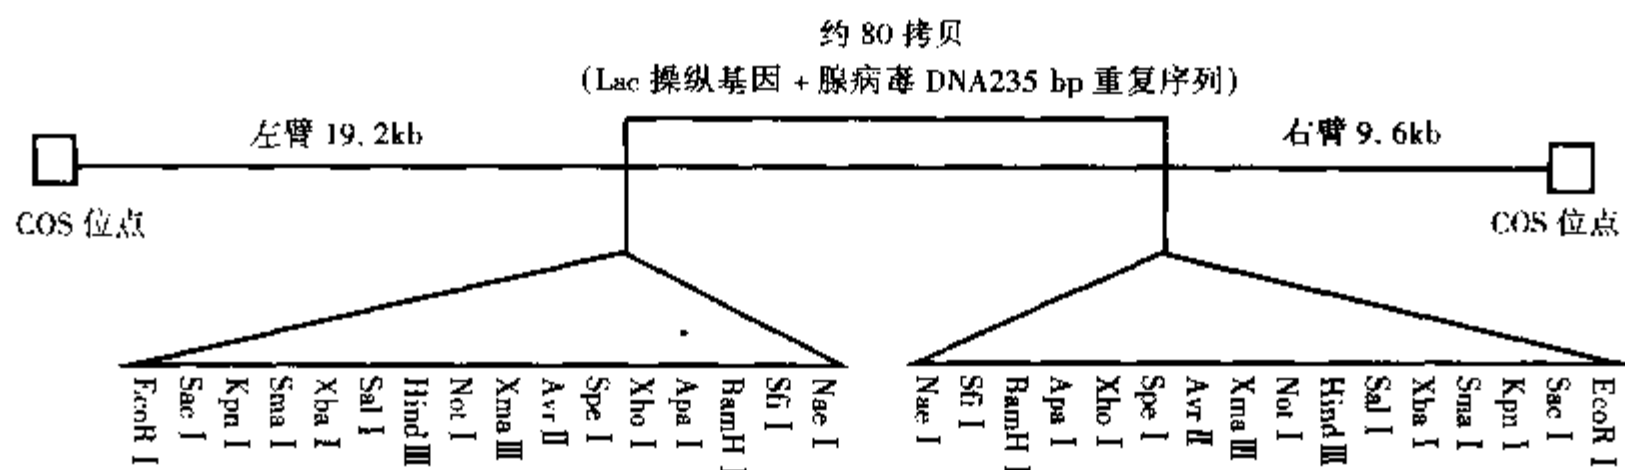 约 80 拷贝
(Lac 操纵基因 + 腺病毒 DNA235 bp 重复序列)
左臂 19.2kb
右臂 9.6kb
COS 位点
COS 位点
EcoR I
Sac I
Kpn I
Sma I
Xba I
Sal I
Hind III
Not I
Xma III
Avr II
Spe I
Xho I
Apa I
BamH I
Sfi I
Nae I
Nae I
Sfi I
BamH I
Apa I
Xho I
Spe I
Avr II
Xma III
Not I
Hind III
Sal I
Xba I
Sma I
Kpn I
Sac I
EcoR I